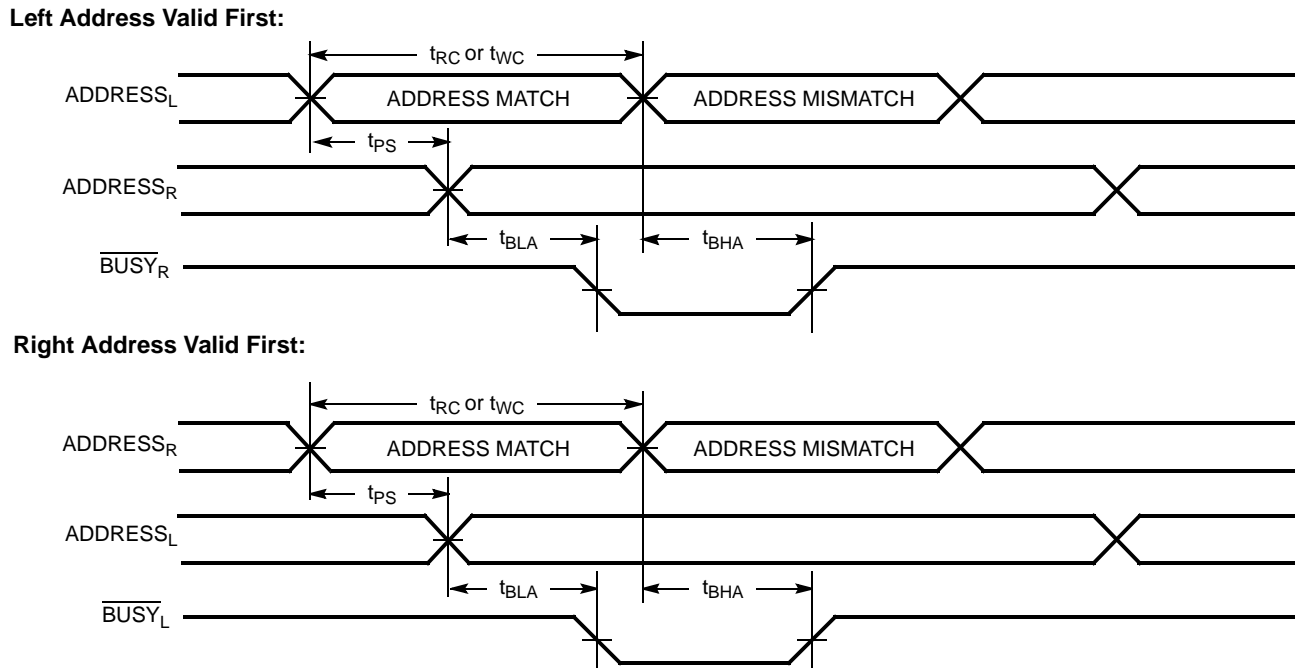 Left Address Valid First:
tRC or tWC
ADDRESSL
ADDRESS MATCH
ADDRESS MISMATCH
tPS
ADDRESSR
tBLA
tBHA
BUSYR
Right Address Valid First:
tRC or tWC
ADDRESSR
ADDRESS MATCH
ADDRESS MISMATCH
tPS
ADDRESSL
tBLA
tBHA
BUSYL